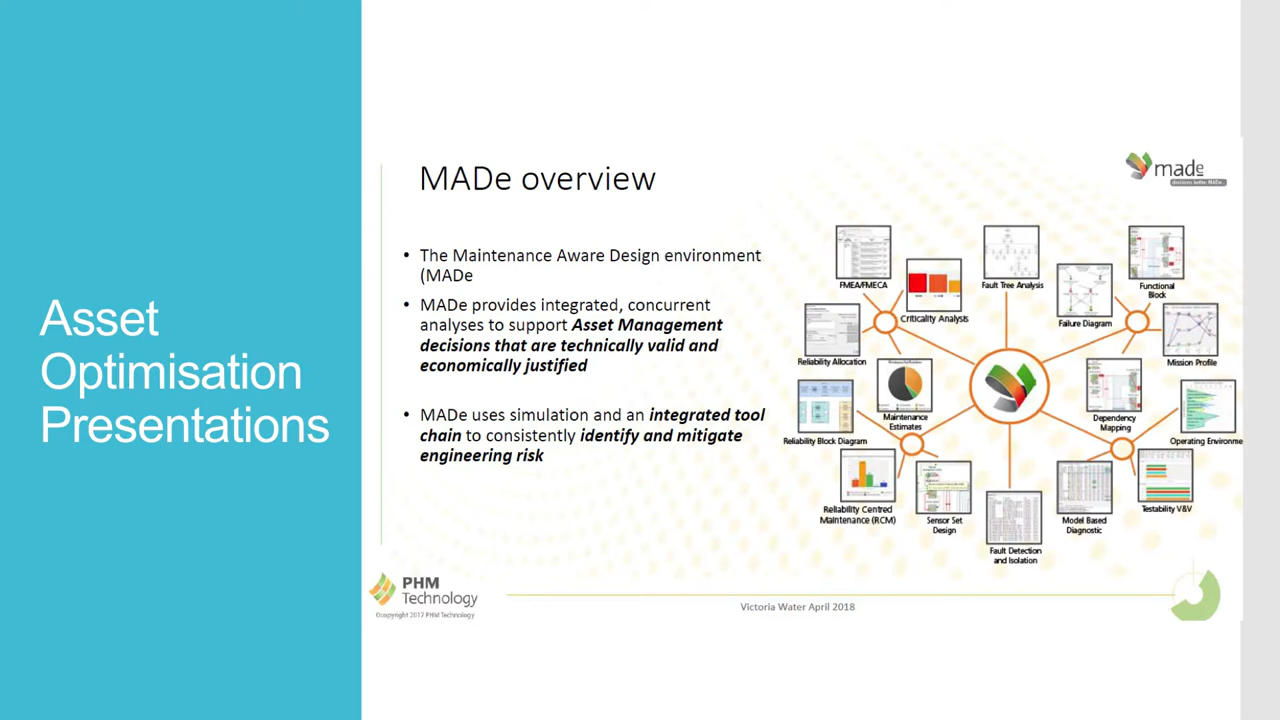 Asset
Optimisation
Presentations
MADe overview
made
decisions better MADe..
• The Maintenance Aware Design environment
(MADe
• MADe provides integrated, concurrent
analyses to support Asset Management
decisions that are technically valid and
economically justified
• MADe uses simulation and an integrated tool
chain to consistently identify and mitigate
engineering risk
FMEA/FMECA
Criticality Analysis
Fault Tree Analysis
Failure Diagram
Functional
Block
Reliability Allocation
Mission Profile
Maintenance
Estimates
Dependency
Mapping
Reliability Block Diagram
Operating Environme
Reliability Centred
Maintenance (RCM)
Sensor Set
Design
Fault Detection
and Isolation
Model Based
Diagnostic
Testability V&V
PHM
Technology
©copyright 2017 PHM Technology
Victoria Water April 2018